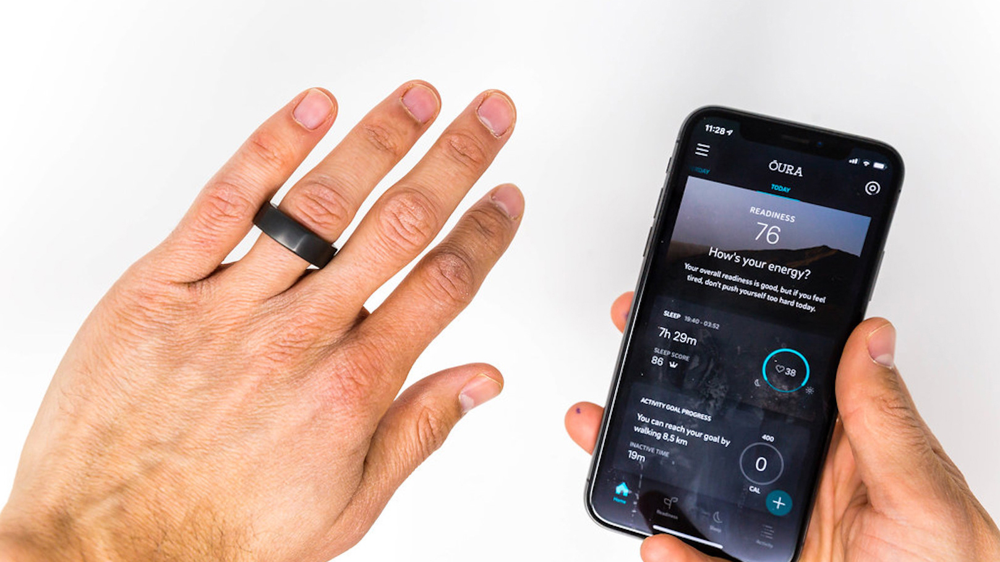 11:28
ŌURA
TODAY
READINESS
76
How's your energy?
Your overall readiness is good, but if you feel
tired, don't push yourself too hard today.
SLEEP 19:40 - 03:52
7h 29m
SLEEP SCORE
86
38
ACTIVITY GOAL PROGRESS
You can reach your goal by
walking 8,5 km
INACTIVE TIME
19m
400
0
CAL
+
Home
Readiness
Sleep
Activity